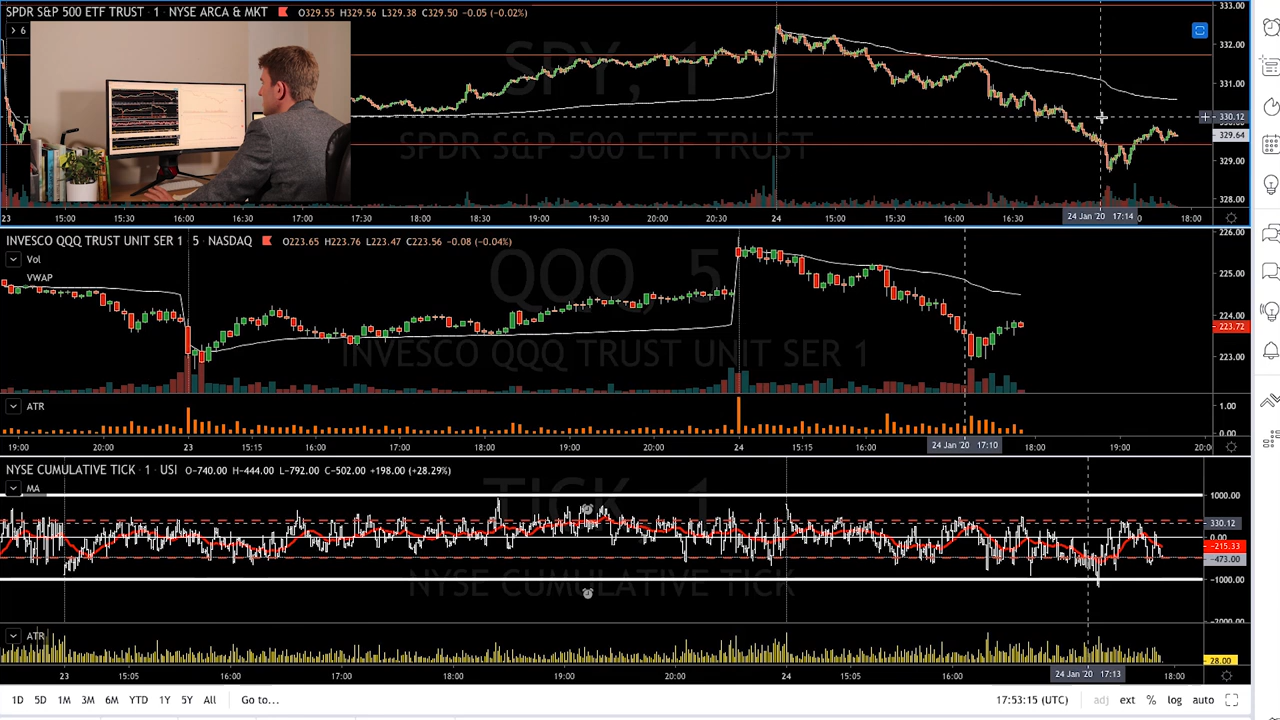 SPDR S&P 500 ETF TRUST · 1 · NYSE ARCA & MKT O329.55 H329.56 L329.38 C329.50 -0.05 (-0.02%)
6
SPY, 1
SPDR S&P 500 ETF TRUST
333.00
332.00
331.00
330.12
329.64
329.00
328.00
23 15:00 15:30 16:00 16:30 17:00 17:30 18:00 18:30 19:00 19:30 20:00 20:30 24 15:00 15:30 16:00 16:30 24 Jan '20 17:14 18:00
INVESCO QQQ TRUST UNIT SER 1 · 5 · NASDAQ O223.65 H223.76 L223.47 C223.56 -0.08 (-0.04%)
Vol
VWAP
QQQ, 5
INVESCO QQQ TRUST UNIT SER 1
226.00
225.00
224.00
223.72
223.00
ATR
1.00
0.00
19:00 20:00 23 15:15 16:00 17:00 18:00 19:00 20:00 24 15:15 16:00 24 Jan '20 17:10 18:00 19:00 20:0
NYSE CUMULATIVE TICK · 1 · USI O-740.00 H-444.00 L-792.00 C-502.00 +198.00 (+28.29%)
MA
TICK, 1
NYSE CUMULATIVE TICK
1000.00
330.12
0.00
-215.33
-473.00
-1000.00
-2000.00
ATR
28.00
23 15:05 16:00 17:00 18:00 19:00 20:00 24 15:05 16:00 24 Jan '20 17:13 18:00
1D 5D 1M 3M 6M YTD 1Y 5Y All Go to... 17:53:15 (UTC) adj ext % log auto